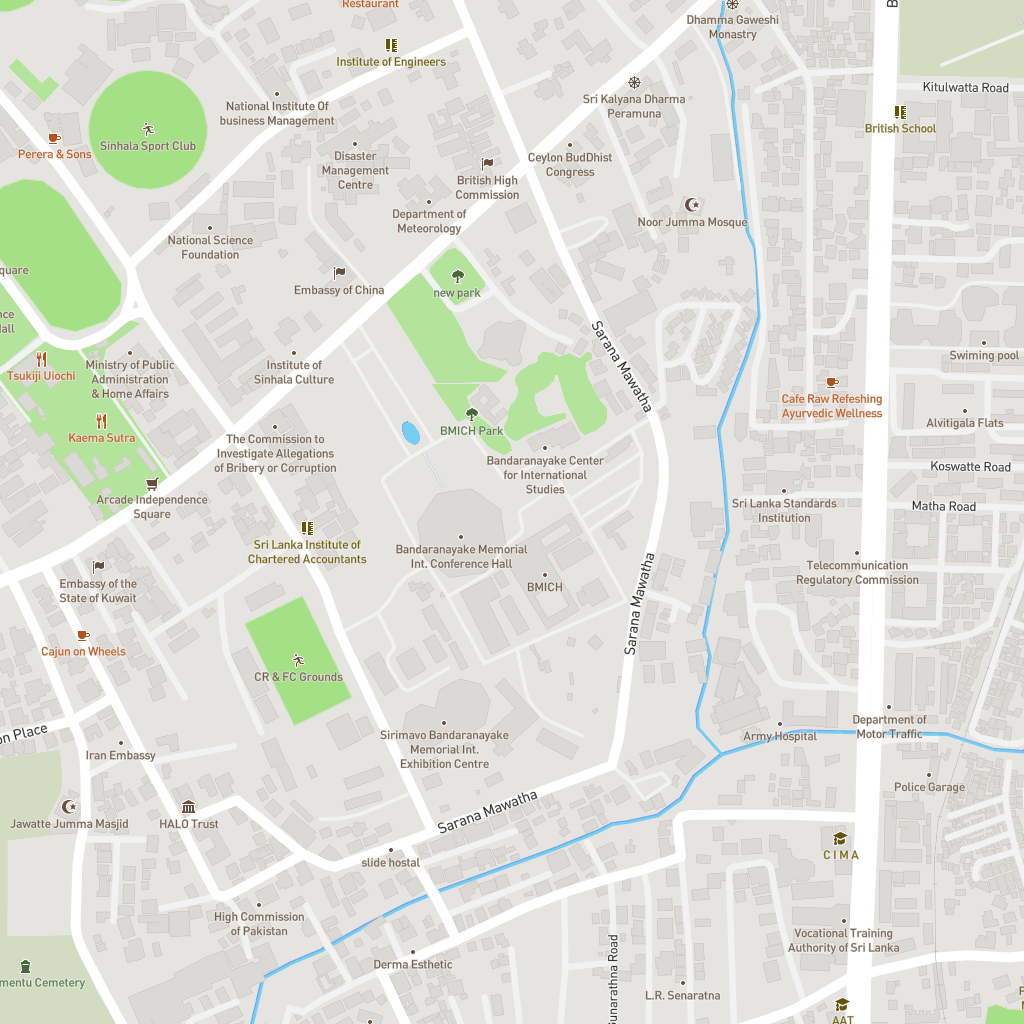 Restaurant
Dhamma Gaweshi
Monastry
Institute of Engineers
Kitulwatta Road
Sri Kalyana Dharma
Peramuna
National Institute Of
business Management
British School
Sinhala Sport Club
Perera & Sons
Disaster
Management
Centre
Ceylon BudDhist
Congress
British High
Commission
Department of
Meteorology
Noor Jumma Mosque
National Science
Foundation
Embassy of China
new park
Sarana Mawatha
Swiming pool
Ministry of Public
Administration
& Home Affairs
Institute of
Sinhala Culture
Tsukiji Uiochi
Cafe Raw Refeshing
Ayurvedic Wellness
Alvitigala Flats
Kaema Sutra
BMICH Park
The Commission to
Investigate Allegations
of Bribery or Corruption
Bandaranayake Center
for International
Studies
Koswatte Road
Arcade Independence
Square
Sri Lanka Standards
Institution
Matha Road
Sri Lanka Institute of
Chartered Accountants
Bandaranayake Memorial
Int. Conference Hall
Telecommunication
Regulatory Commission
Embassy of the
State of Kuwait
BMICH
Sarana Mawatha
Cajun on Wheels
CR & FC Grounds
on Place
Sirimavo Bandaranayake
Memorial Int.
Exhibition Centre
Department of
Motor Traffic
Army Hospital
Iran Embassy
Police Garage
Sarana Mawatha
Jawatte Jumma Masjid
HALO Trust
slide hostal
CIMA
High Commission
of Pakistan
Vocational Training
Authority of Sri Lanka
Derma Esthetic
Gunarathna Road
mentu Cemetery
L.R. Senaratna
AAT